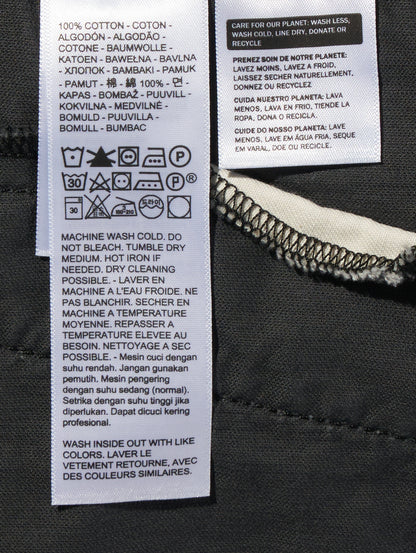 100% COTTON - COTON -
ALGODÓN - ALGODÃO -
COTONE - BAUMWOLLE -
KATOEN - BAWEŁNA - BAVLNA
- ХЛОПОК - BAMBAKI - PAMUK
- PAMUT - 棉 - 綿 100% - 면 -
KAPAS - BOMBAŽ - PUUVILL -
KOKVILNA - MEDVILNĖ -
BOMULD - PUUVILLA -
BOMULL - BUMBAC
P
30 P
30 210℃ 드라이
MACHINE WASH COLD. DO
NOT BLEACH. TUMBLE DRY
MEDIUM. HOT IRON IF
NEEDED. DRY CLEANING
POSSIBLE. - LAVER EN
MACHINE A L'EAU FROIDE. NE
PAS BLANCHIR. SECHER EN
MACHINE A TEMPERATURE
MOYENNE. REPASSER A
TEMPERATURE ELEVEE AU
BESOIN. NETTOYAGE A SEC
POSSIBLE. - Mesin cuci dengan
suhu rendah. Jangan gunakan
pemutih. Mesin pengering
dengan suhu sedang (normal).
Setrika dengan suhu tinggi jika
diperlukan. Dapat dicuci kering
profesional.
WASH INSIDE OUT WITH LIKE
COLORS. LAVER LE
VETEMENT RETOURNE, AVEC
DES COULEURS SIMILAIRES.
CARE FOR OUR PLANET: WASH LESS,
WASH COLD, LINE DRY, DONATE OR
RECYCLE
PRENEZ SOIN DE NOTRE PLANETE:
LAVEZ MOINS, LAVEZ A FROID,
LAISSEZ SECHER NATURELLEMENT,
DONNEZ OU RECYCLEZ
CUIDA NUESTRO PLANETA: LAVA
MENOS, LAVA EN FRIO, TIENDE LA
ROPA, DONA O RECICLA.
CUIDE DO NOSSO PLANETA: LAVE
MENOS, LAVE EM ÁGUA FRIA, SEQUE
EM VARAL, DOE OU RECICLE.